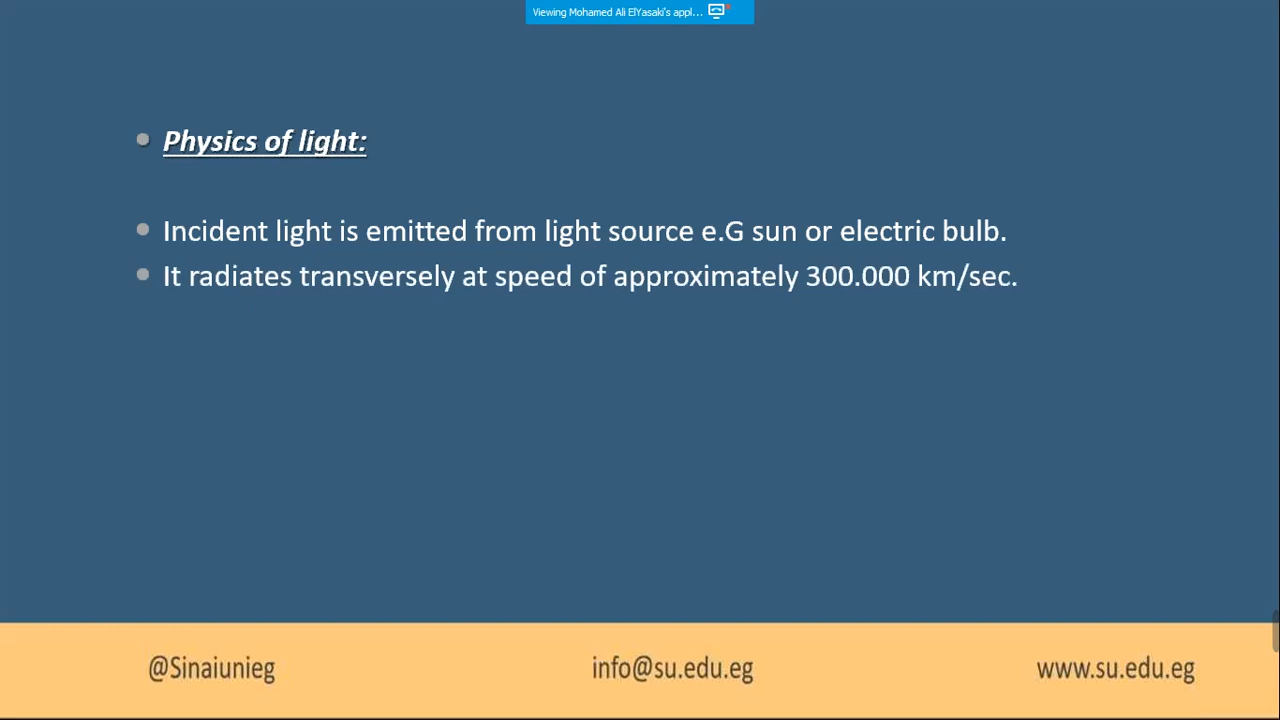 Viewing Mohamed Ali ElYasaki's appl...
Physics of light:
Incident light is emitted from light source e.G sun or electric bulb.
It radiates transversely at speed of approximately 300.000 km/sec.
@Sinaiunieg
info@su.edu.eg
www.su.edu.eg